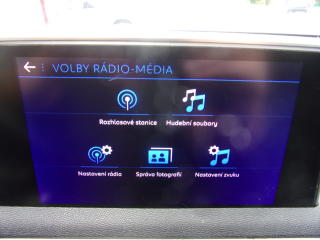 VOLBY RÁDIO-MÉDIA
Rozhlasové stanice
Hudební soubory
Nastavení rádia
Správa fotografií
Nastavení zvuku